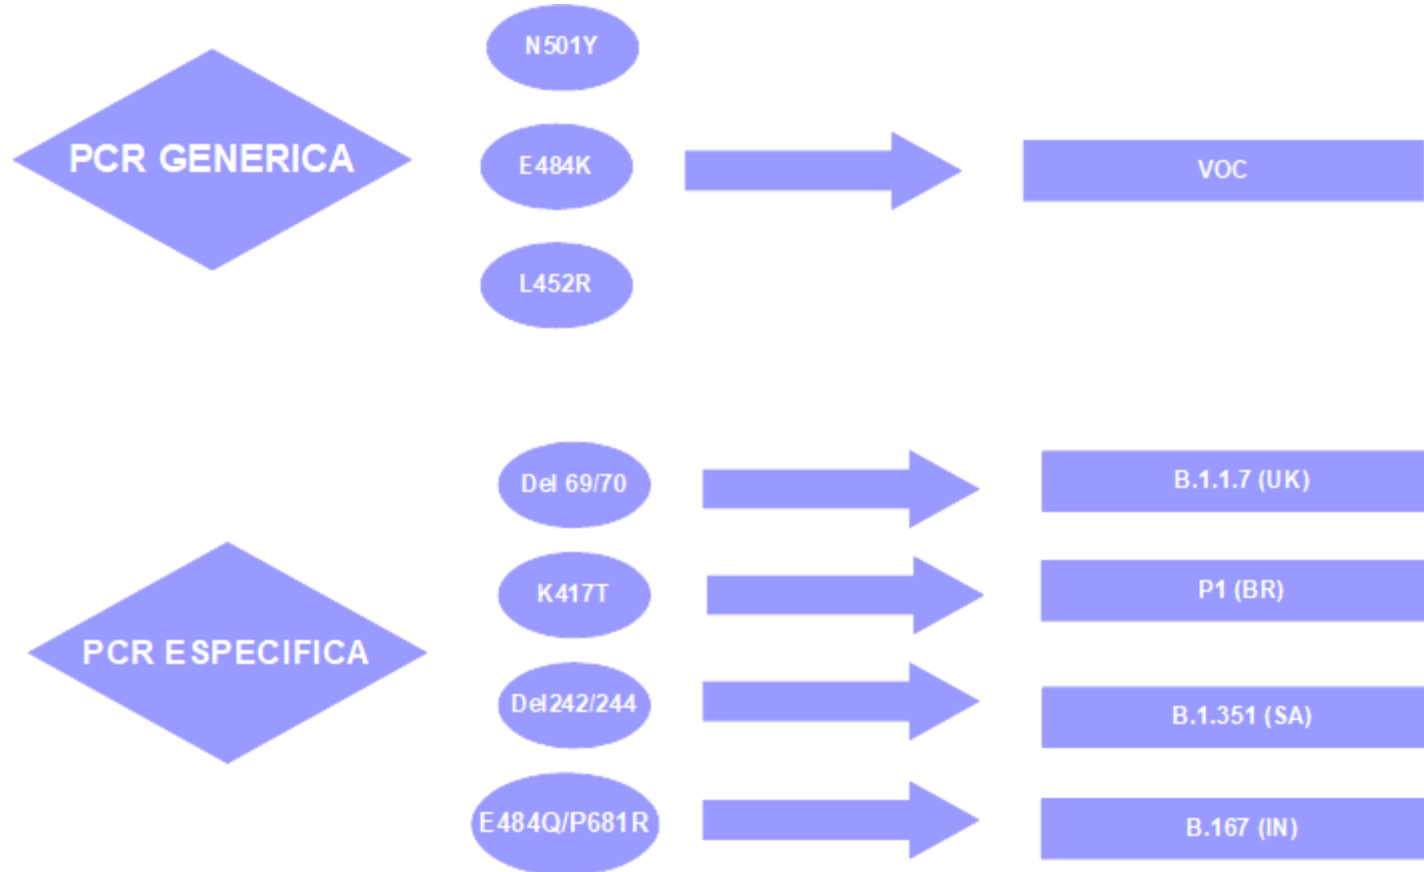 PCR GENERICA
N501Y
E484K
L452R
VOC
PCR ESPECIFICA
Del 69/70
B.1.1.7 (UK)
K417T
P1 (BR)
Del242/244
B.1.351 (SA)
E484Q/P681R
B.167 (IN)